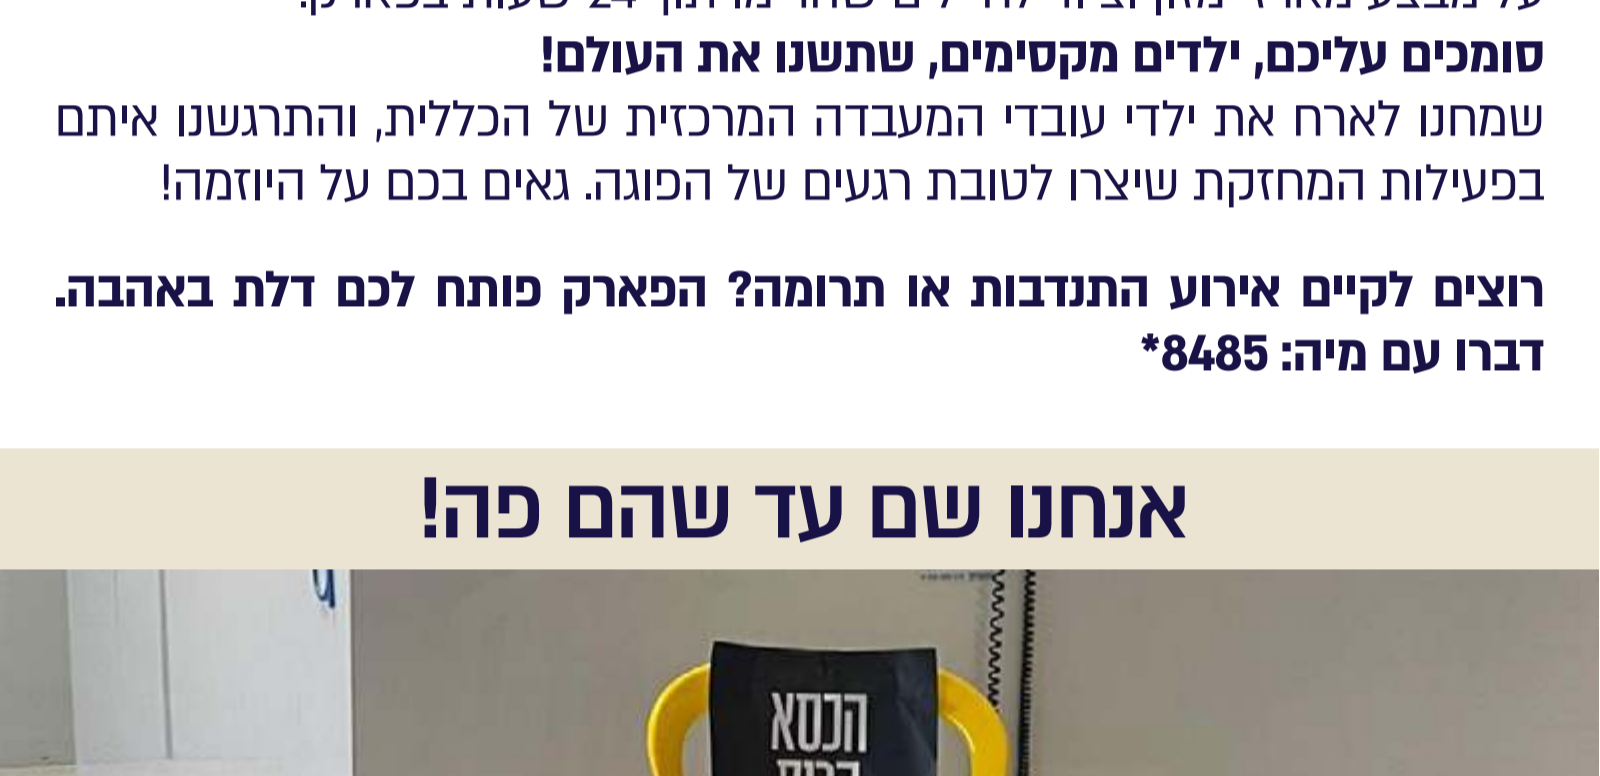 סומכים עליכם, ילדים מקסימים, שתשנו את העולם!
שמחנו לארח את ילדי עובדי המעבדה המרכזית של הכללית, והתרגשנו איתם
בפעילות המחזקת שיצרו לטובת רגעים של הפוגה. גאים בכם על היוזמה!
רוצים לקיים אירוע התנדבות או תרומה? הפארק פותח לכם דלת באהבה.
דברו עם מיה: 8485*
אנחנו שם עד שהם פה!
הכסא